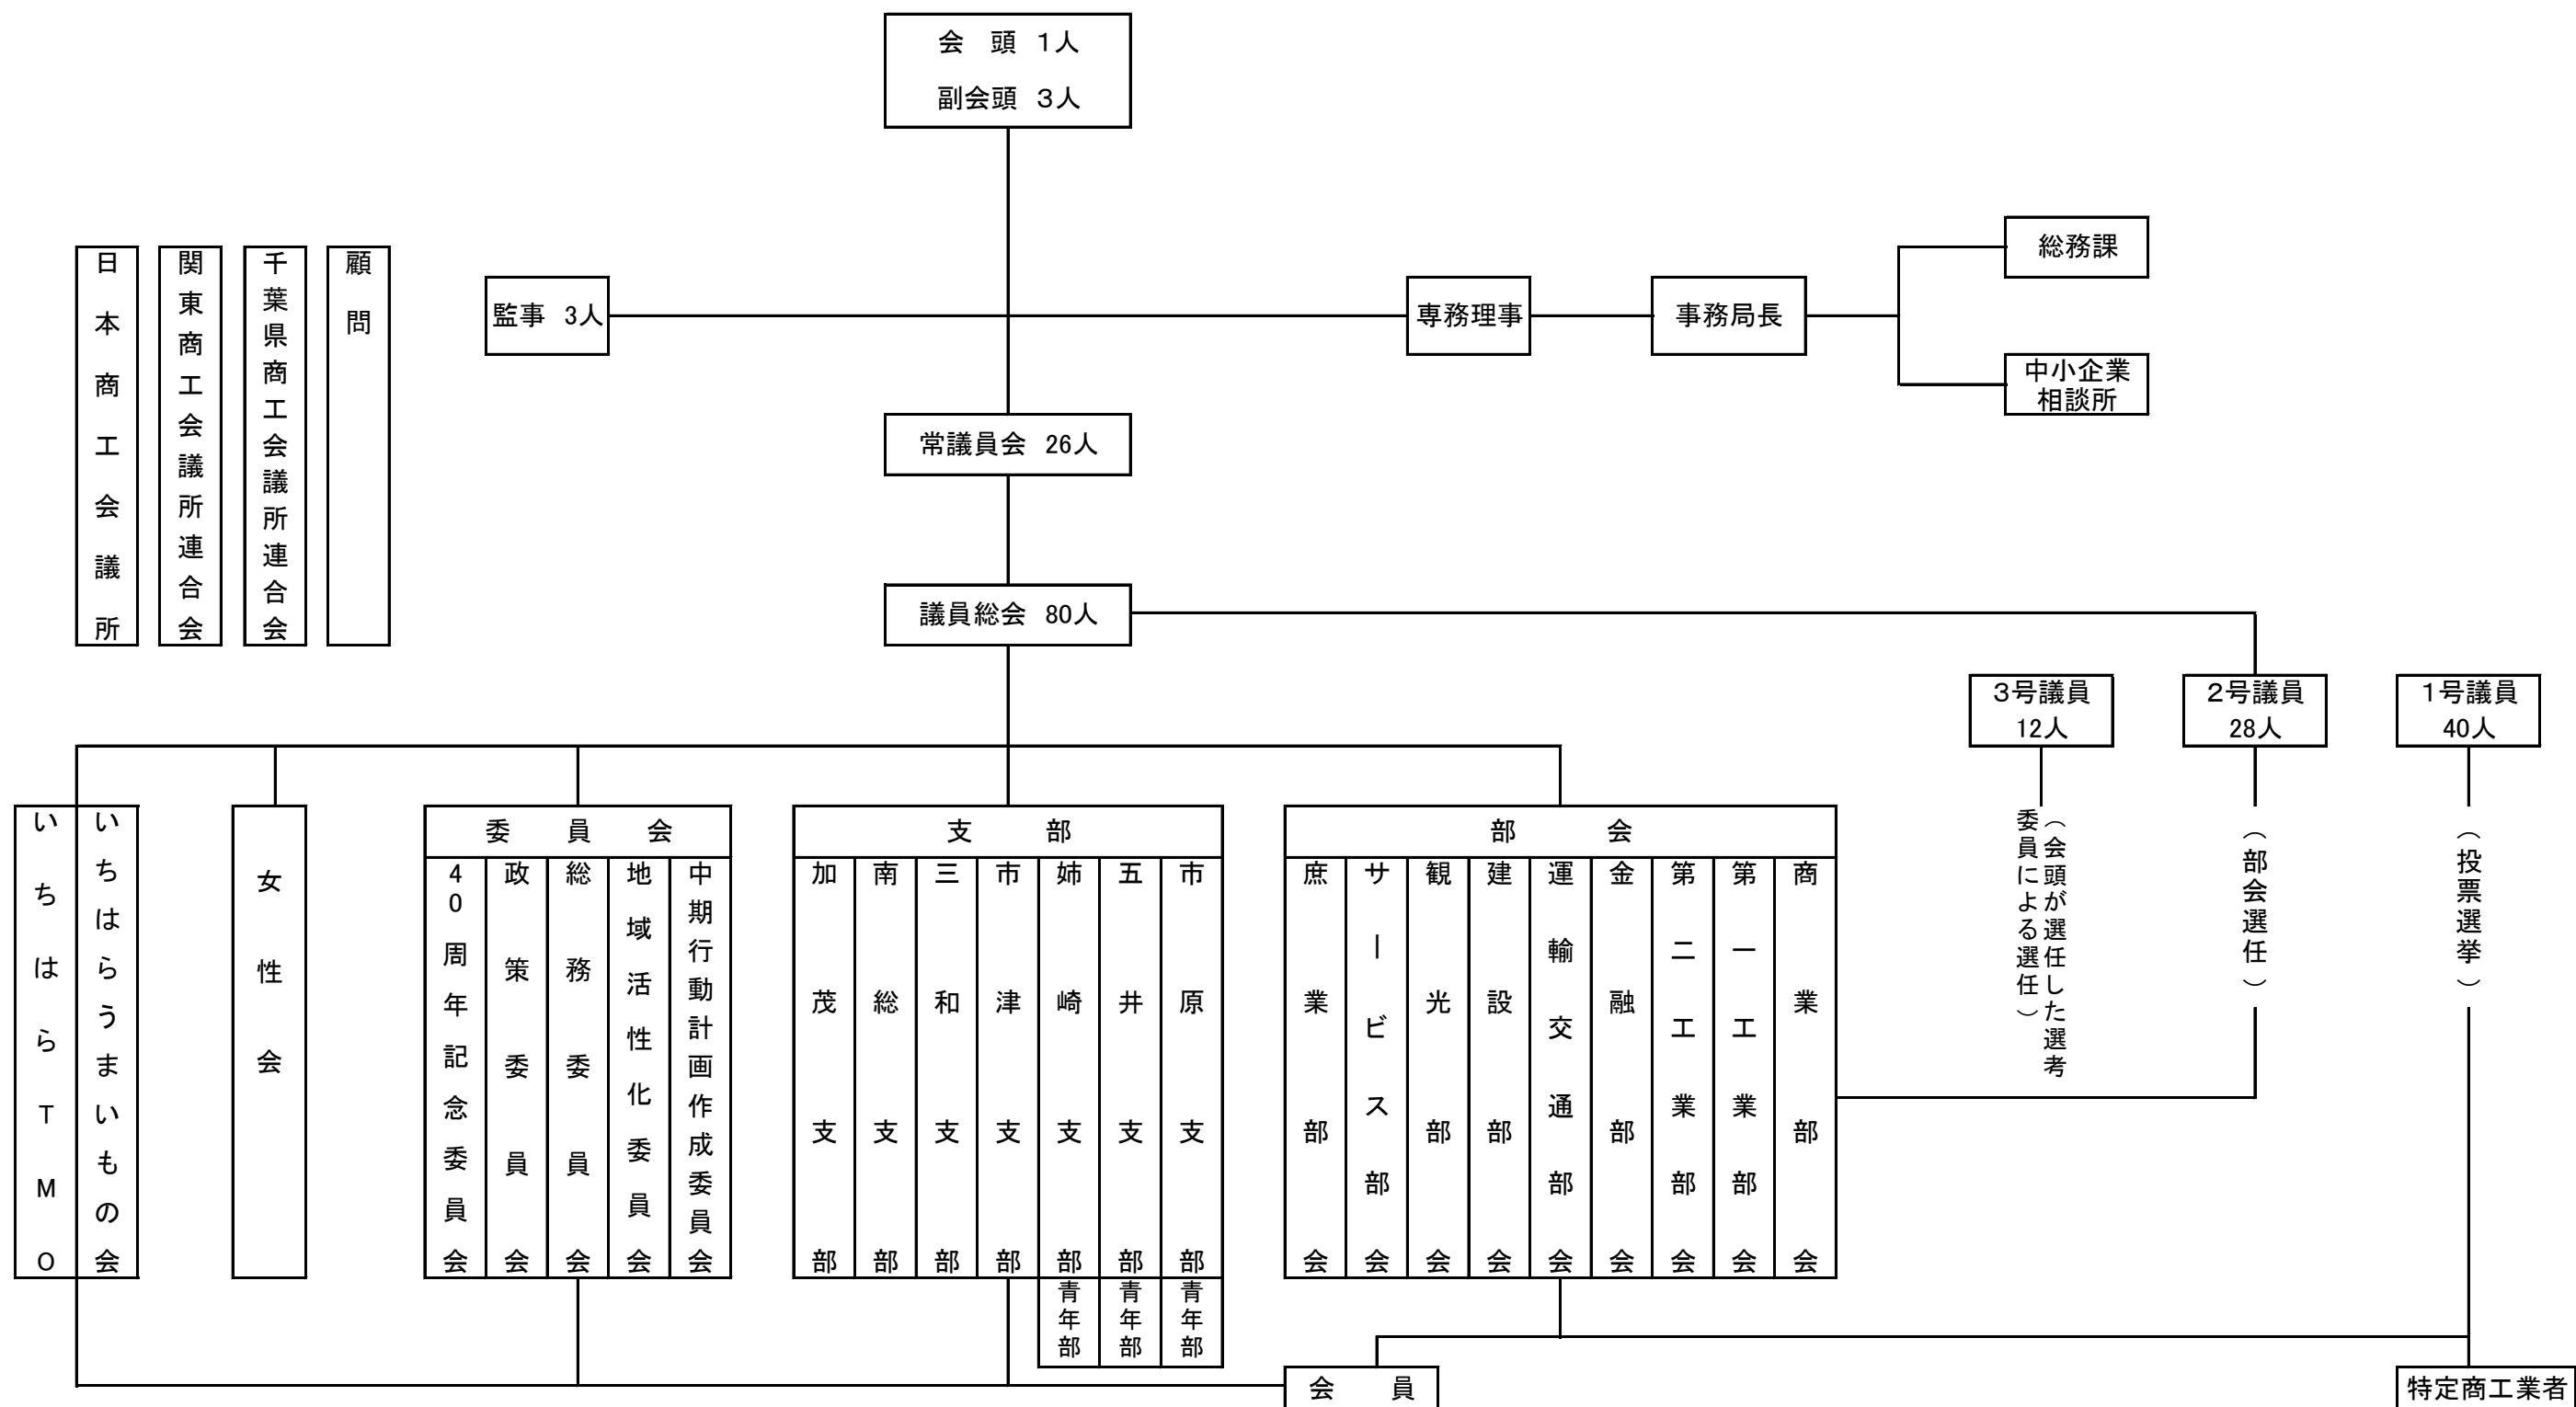 会　頭　1人
副会頭　3人
総務課
日本商工会議所
関東商工会議所連合会
千葉県商工会議所連合会
顧問
監事　3人
専務理事
事務局長
中小企業
相談所
常議員会　26人
議員総会　80人
3号議員
12人
2号議員
28人
1号議員
40人
（会頭が選任した選考
委員による選任）
（部会選任）
（投票選挙）
いちはらTMO
いちはらうまいもの会
女性会
委　員　会
40周年記念委員会
政策委員会
総務委員会
地域活性化委員会
中期行動計画作成委員会
支　部
加茂支部
南総支部
三和支部
市津支部
姉崎支部
五井支部
市原支部
青年部
青年部
青年部
部　会
庶業部会
サービス部会
観光部会
建設部会
運輸交通部会
金融部会
第二工業部会
第一工業部会
商業部会
会　員
特定商工業者